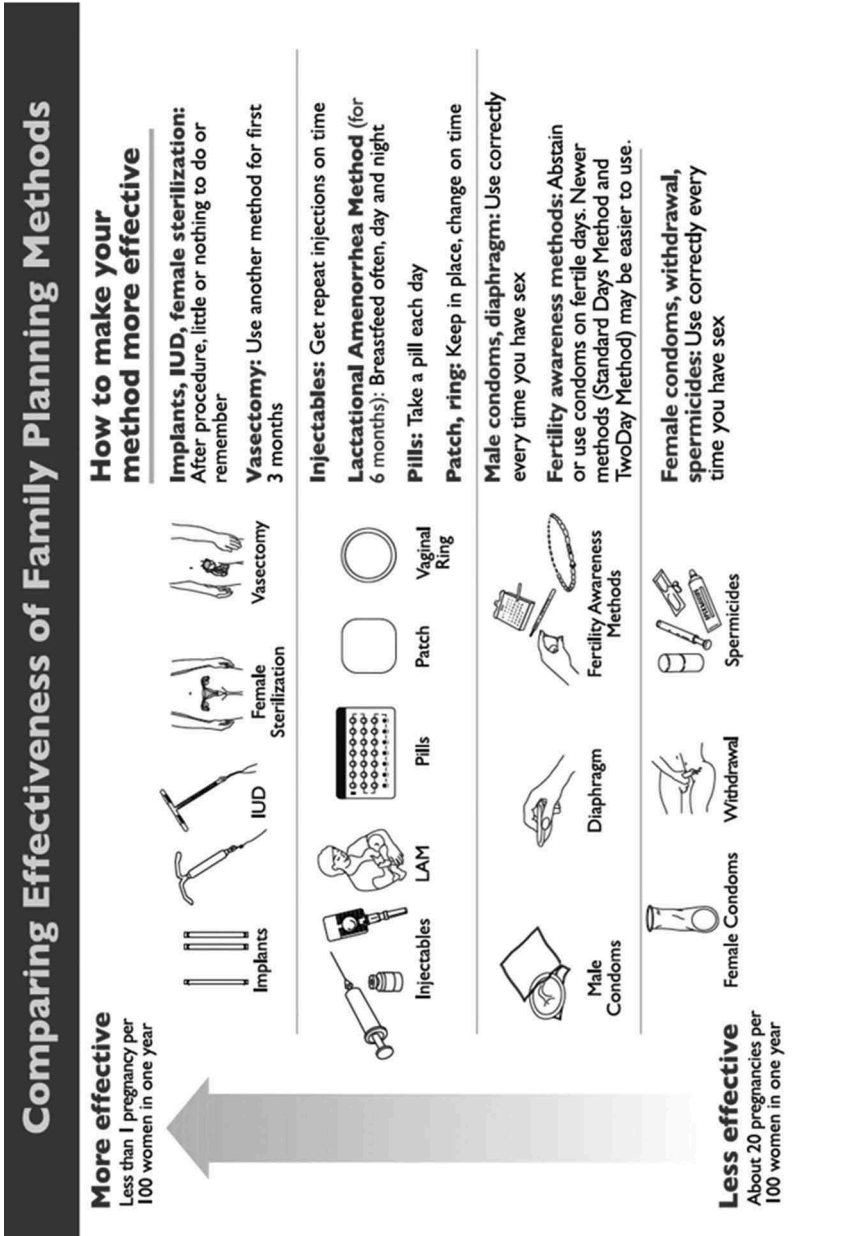 Comparing Effectiveness of Family Planning Methods
More effective
Less than 1 pregnancy per
100 women in one year
How to make your
method more effective
Implants
IUD
Female
Sterilization
Vasectomy
Implants, IUD, female sterilization:
After procedure, little or nothing to do or
remember
Vasectomy: Use another method for first
3 months
Injectables
LAM
Pills
Patch
Vaginal
Ring
Injectables: Get repeat injections on time
Lactational Amenorrhea Method (for
6 months): Breastfeed often, day and night
Pills: Take a pill each day
Patch, ring: Keep in place, change on time
Male
Condoms
Diaphragm
Fertility Awareness
Methods
Male condoms, diaphragm: Use correctly
every time you have sex
Fertility awareness methods: Abstain
or use condoms on fertile days. Newer
methods (Standard Days Method and
TwoDay Method) may be easier to use.
Less effective
About 20 pregnancies per
100 women in one year
Female Condoms
Withdrawal
Spermicides
Female condoms, withdrawal,
spermicides: Use correctly every
time you have sex